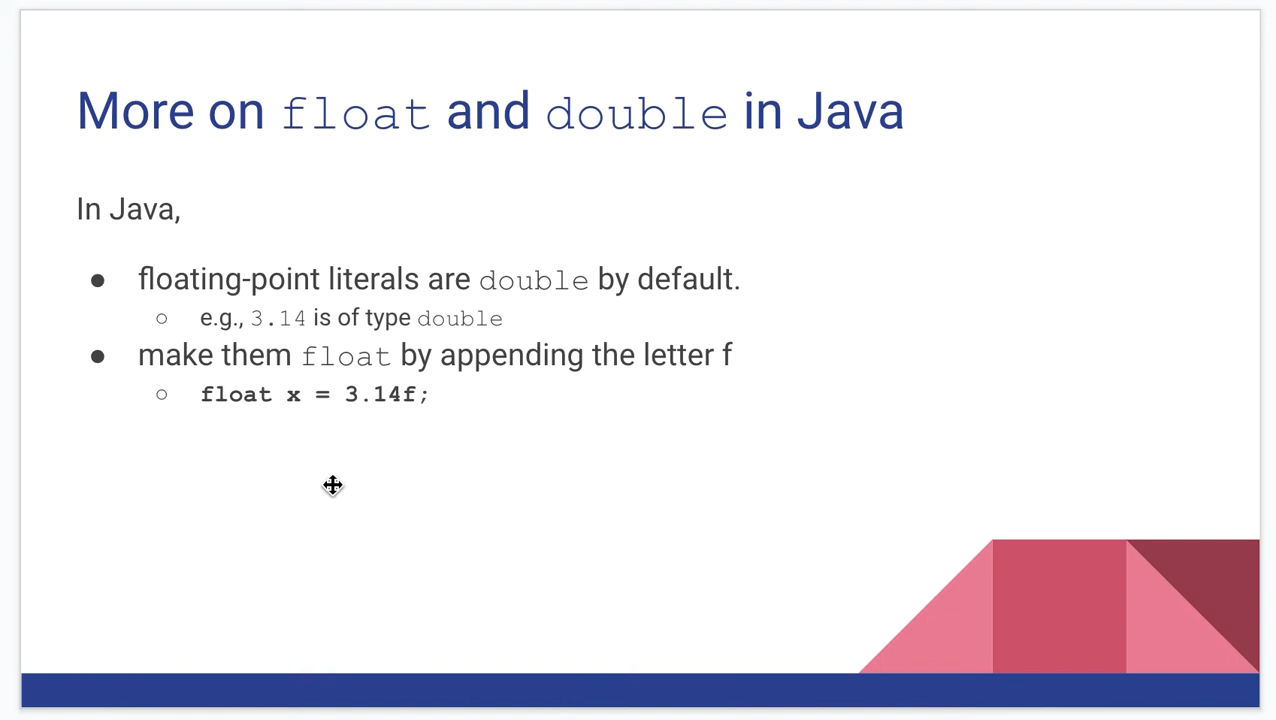 More on float and double in Java
In Java,
● floating-point literals are double by default.
○ e.g., 3.14 is of type double
● make them float by appending the letter f
○ float x = 3.14f;